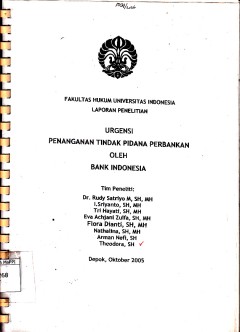 FAKULTAS HUKUM UNIVERSITAS INDONESIA
LAPORAN PENELITIAN
URGENSI
PENANGANAN TINDAK PIDANA PERBANKAN
OLEH
BANK INDONESIA
Tim Peneliti:
Dr. Rudy Satriyo M, SH, MH
I.Sriyanto, SH, MH
Tri Hayati, SH, MH
Eva Achjani Zulfa, SH, MH
Flora Dianti, SH, MH
Nathalina, SH, MH
Arman Nefi, SH
Theodora, SH
Depok, Oktober 2005